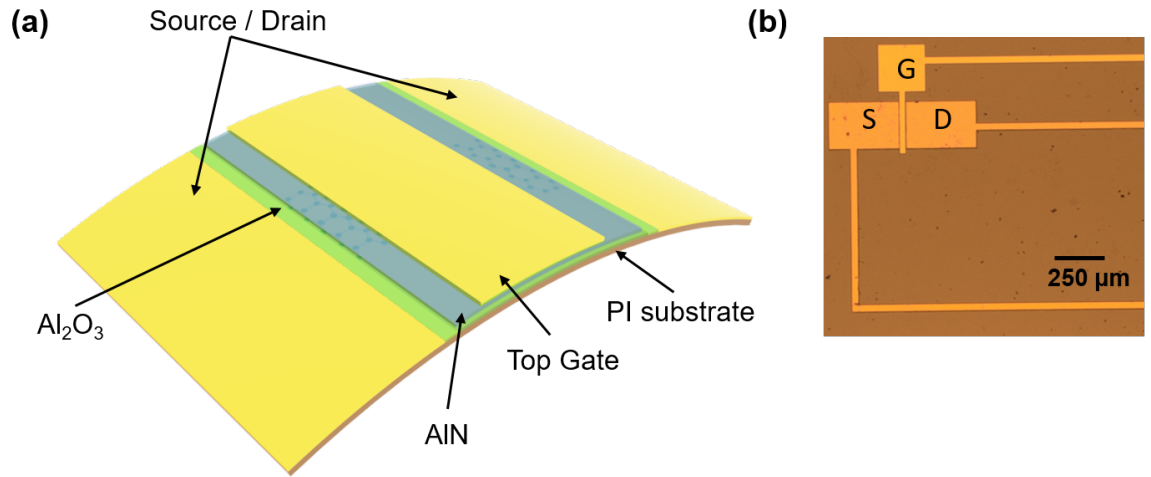 (a)
Source / Drain
Al₂O₃
AlN
Top Gate
PI substrate
(b)
G
S
D
250 μm